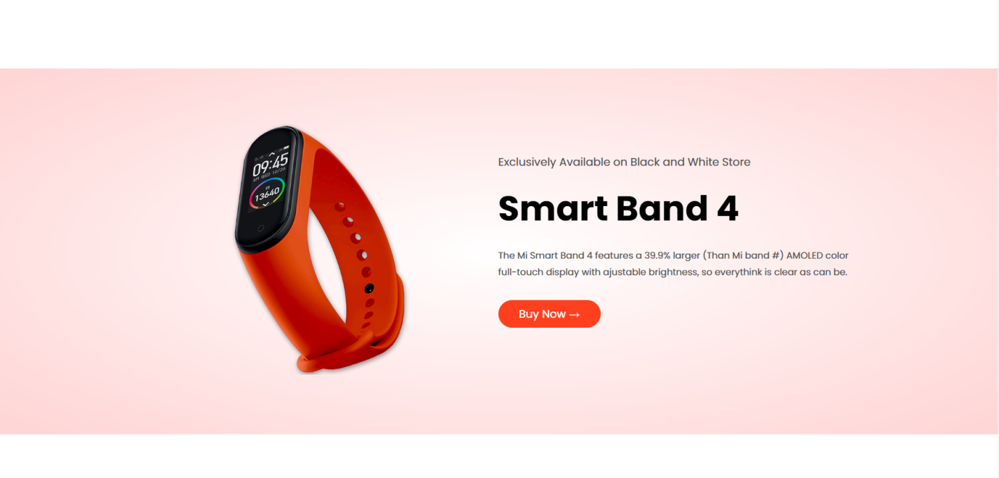 09:45
AM WED 10/26
13640
Exclusively Available on Black and White Store
Smart Band 4
The Mi Smart Band 4 features a 39.9% larger (Than Mi band #) AMOLED color
full-touch display with ajustable brightness, so everythink is clear as can be.
Buy Now →